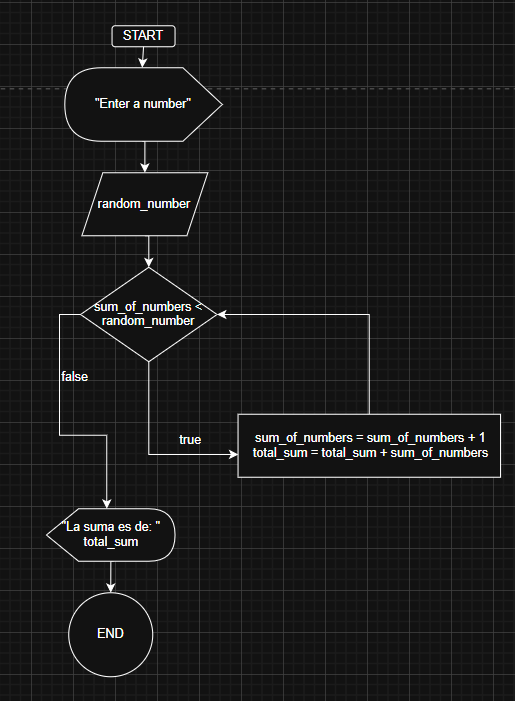 START
"Enter a number"
random_number
sum_of_numbers <
random_number
false
true
sum_of_numbers = sum_of_numbers + 1
total_sum = total_sum + sum_of_numbers
"La suma es de: "
total_sum
END